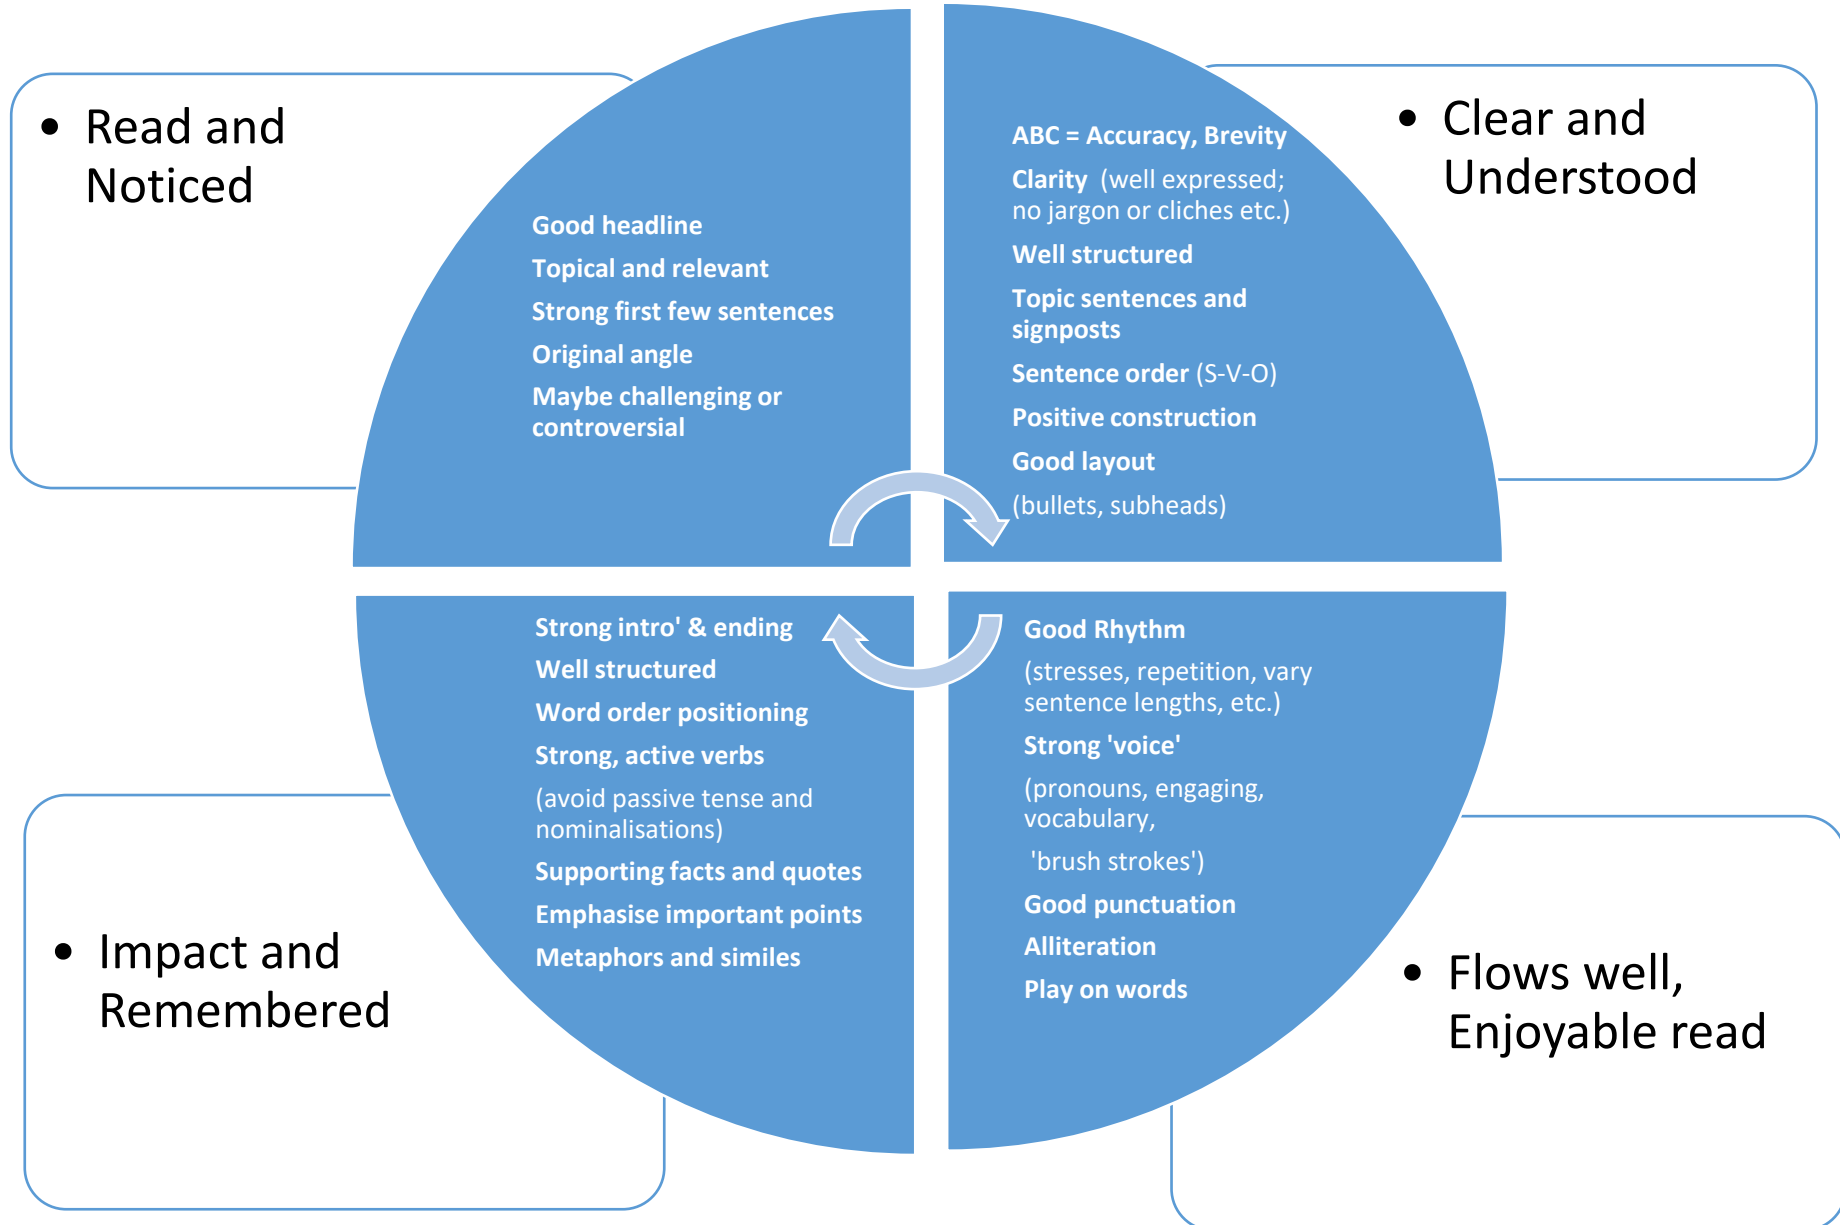 • Read and
Noticed
Good headline
Topical and relevant
Strong first few sentences
Original angle
Maybe challenging or
controversial
• Clear and
Understood
ABC = Accuracy, Brevity
Clarity (well expressed;
no jargon or cliches etc.)
Well structured
Topic sentences and
signposts
Sentence order (S-V-O)
Positive construction
Good layout
(bullets, subheads)
• Impact and
Remembered
Strong intro' & ending
Well structured
Word order positioning
Strong, active verbs
(avoid passive tense and
nominalisations)
Supporting facts and quotes
Emphasise important points
Metaphors and similes
• Flows well,
Enjoyable read
Good Rhythm
(stresses, repetition, vary
sentence lengths, etc.)
Strong 'voice'
(pronouns, engaging,
vocabulary,
'brush strokes')
Good punctuation
Alliteration
Play on words